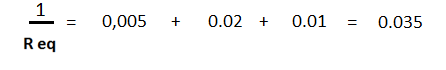 1
= 0,005 + 0.02 + 0.01 = 0.035
R eq